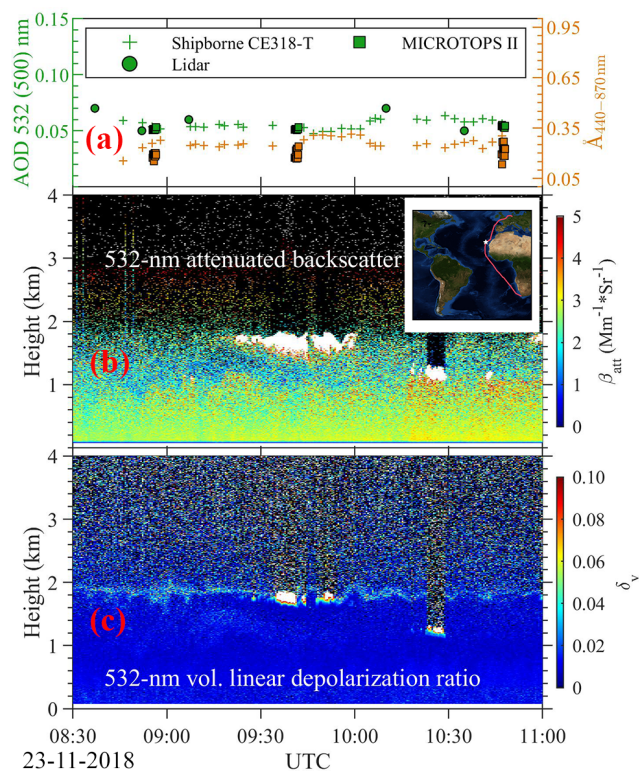 0.15
0.10
0.05
AOD 532 (500) nm
Shipborne CE318-T
MICROTOPS II
Lidar
(a)
0.95
0.65
0.35
0.05
Å440−870 nm
4
3
2
1
0
Height (km)
532-nm attenuated backscatter
(b)
5
4
3
2
1
0
βatt (Mm⁻¹*Sr⁻¹)
4
3
2
1
0
Height (km)
(c)
532-nm vol. linear depolarization ratio
0.10
0.08
0.06
0.04
0.02
0
δv
08:30
09:00
09:30
10:00
10:30
11:00
23-11-2018
UTC